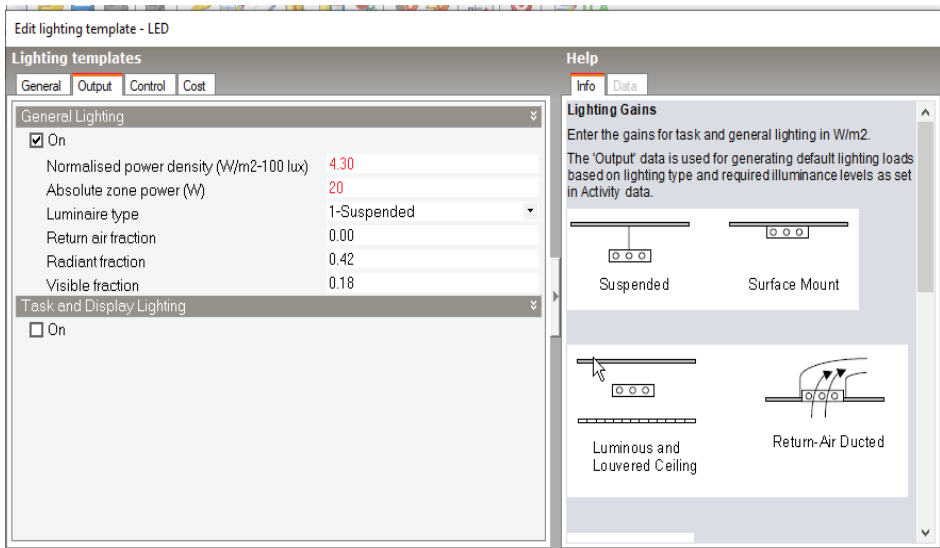 Edit lighting template - LED
Lighting templates
General
Output
Control
Cost
General Lighting
On
Normalised power density (W/m2-100 lux) 4.30
Absolute zone power (W) 20
Luminaire type 1-Suspended
Return air fraction 0.00
Radiant fraction 0.42
Visible fraction 0.18
Task and Display Lighting
On
Help
Info
Data
Lighting Gains
Enter the gains for task and general lighting in W/m2.
The 'Output' data is used for generating default lighting loads
based on lighting type and required illuminance levels as set
in Activity data.
Suspended
Surface Mount
Luminous and
Louvered Ceiling
Return-Air Ducted